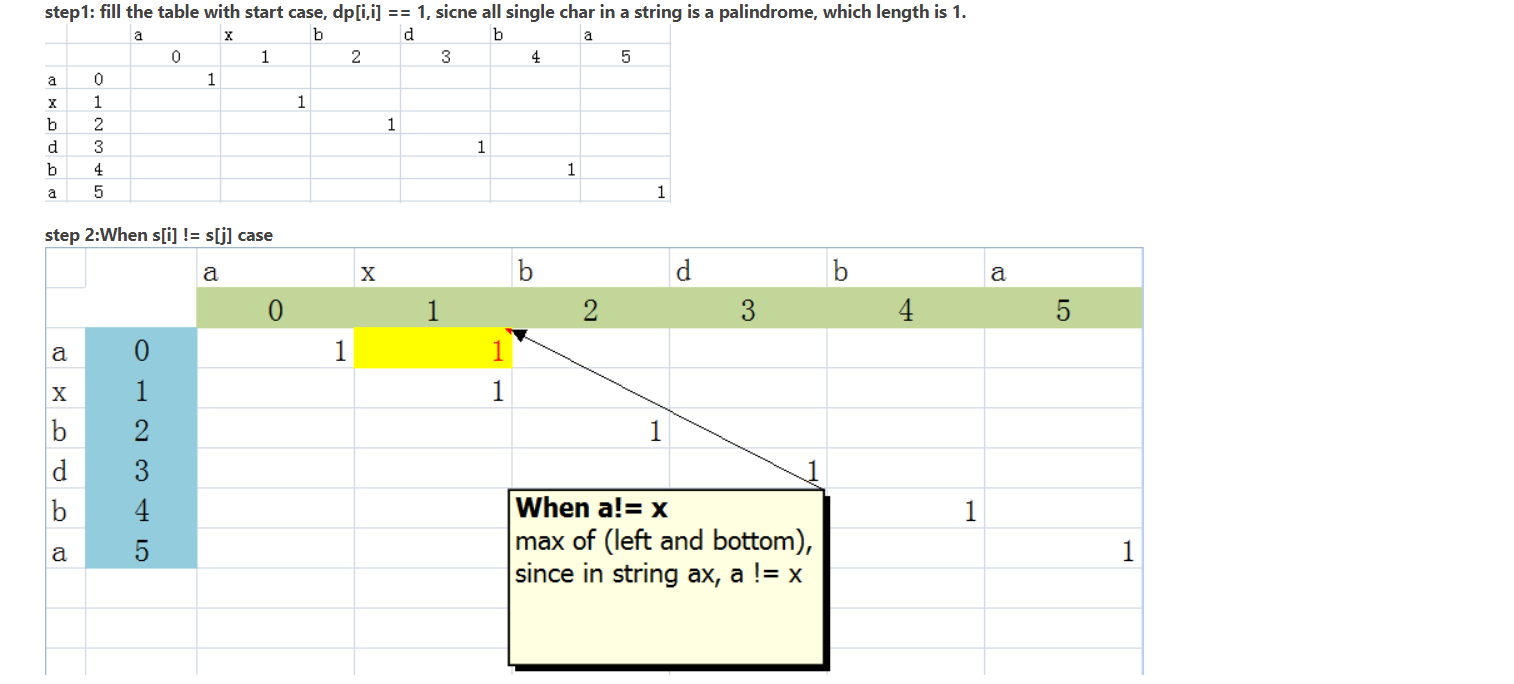 step1: fill the table with start case, dp[i,i] == 1, sicne all single char in a string is a palindrome, which length is 1.
a x b d b a
0 1 2 3 4 5
a 0 1
x 1 1
b 2 1
d 3 1
b 4 1
a 5 1
step 2:When s[i] != s[j] case
a x b d b a
0 1 2 3 4 5
a 0 1 1
x 1 1
b 2 1
d 3 1
b 4 1
a 5 1
When a!= x
max of (left and bottom),
since in string ax, a != x